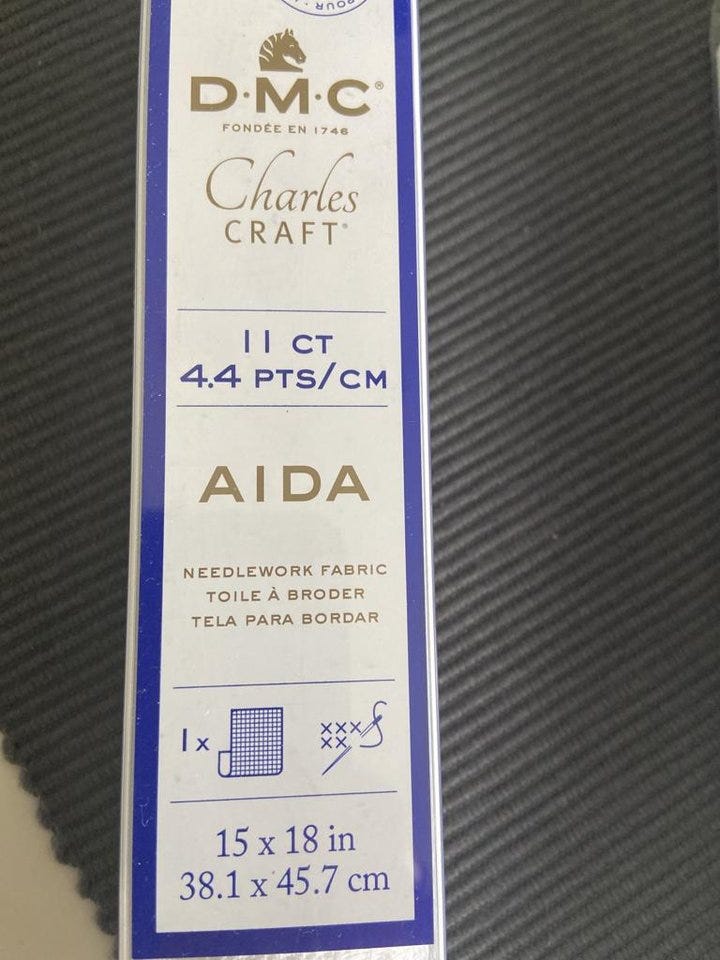 POUR
D·M·C®
FONDÉE EN 1746
Charles
CRAFT®
11 CT
4.4 PTS/CM
AIDA
NEEDLEWORK FABRIC
TOILE À BRODER
TELA PARA BORDAR
1x
15 x 18 in
38.1 x 45.7 cm